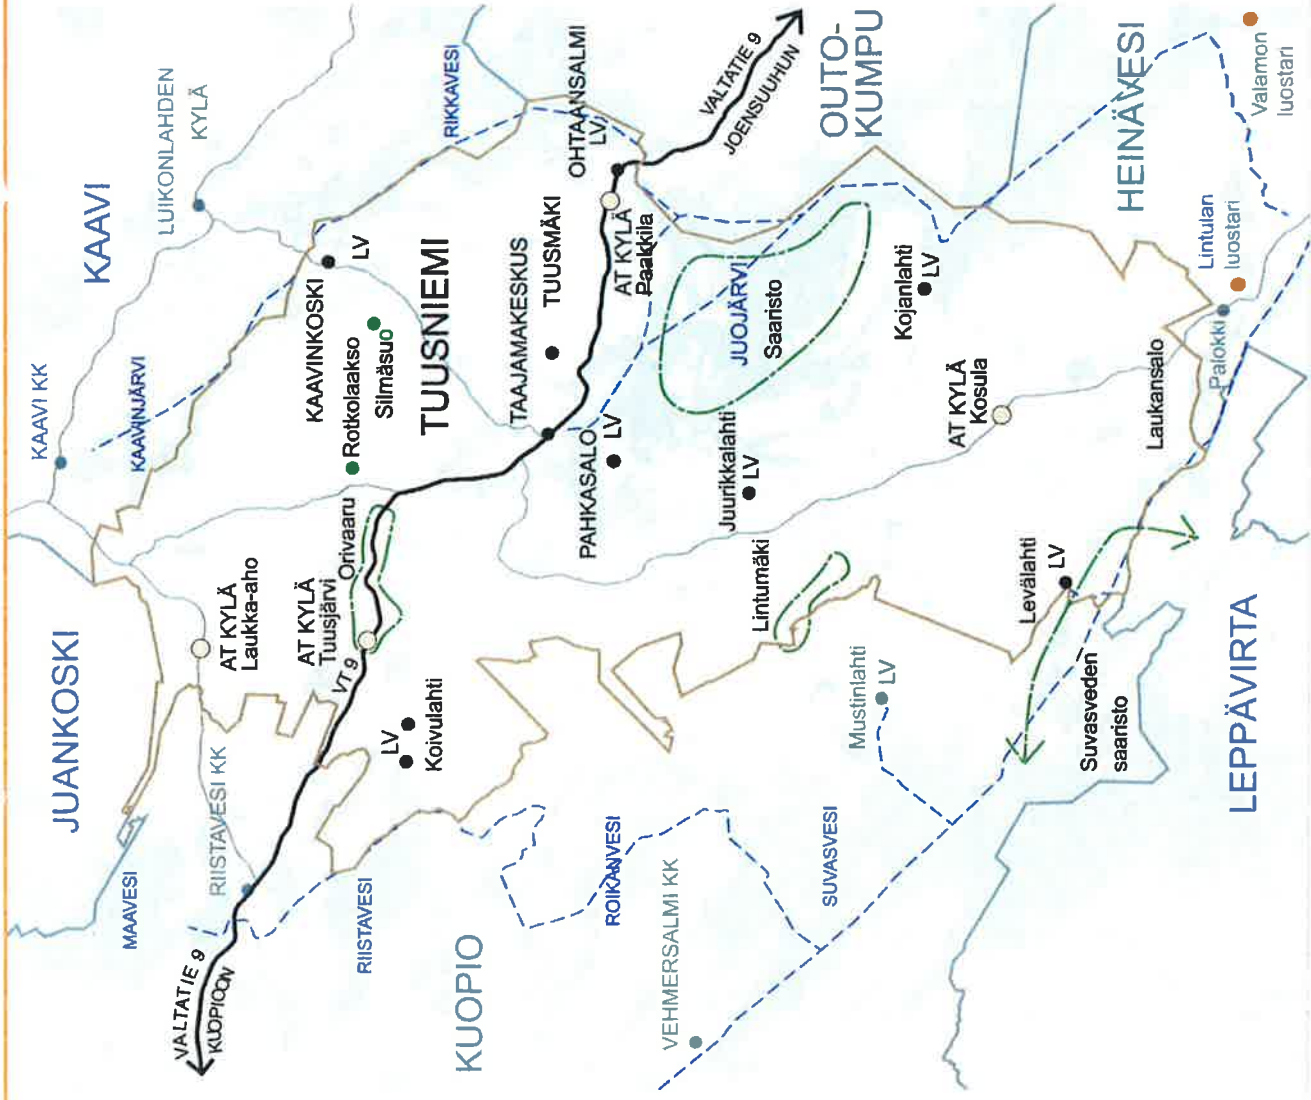 KAAVI KK
JUANKOSKI
KAAVI
MAAVESI
KAAVINJÄRVI
LUIKONLAHDEN
KYLÄ
VALTATIE 9
KUOPIOON
RIISTAVESI KK
AT KYLÄ
Laukka-aho
AT KYLÄ
Tuusjärvi
VT 9
Orivaaru
Rotkolaakso
Silmäsuo
KAAVINKOSKI
LV
RIISTAVESI
LV
Koivulahti
TUUSNIEMI
RIKKAVESI
KUOPIO
TAAJAMAKESKUS
TUUSMÄKI
OHTAANSALMI
LV
PAHKASALO
LV
AT KYLÄ
Paakkila
ROIKANVESI
VEHMERSALMI KK
VALTATIE 9
JOENSUUHUN
Juurikkalahti
LV
JUOJÄRVI
Saaristo
Lintumäki
OUTO-
KUMPU
SUVASVESI
Mustinlahti
LV
Kojanlahti
LV
AT KYLÄ
Kosula
Levälahti
LV
Suvasveden
saaristo
HEINÄVESI
Laukansalo
Palokki
Lintulan
luostari
LEPPÄVIRTA
Valamon
luostari